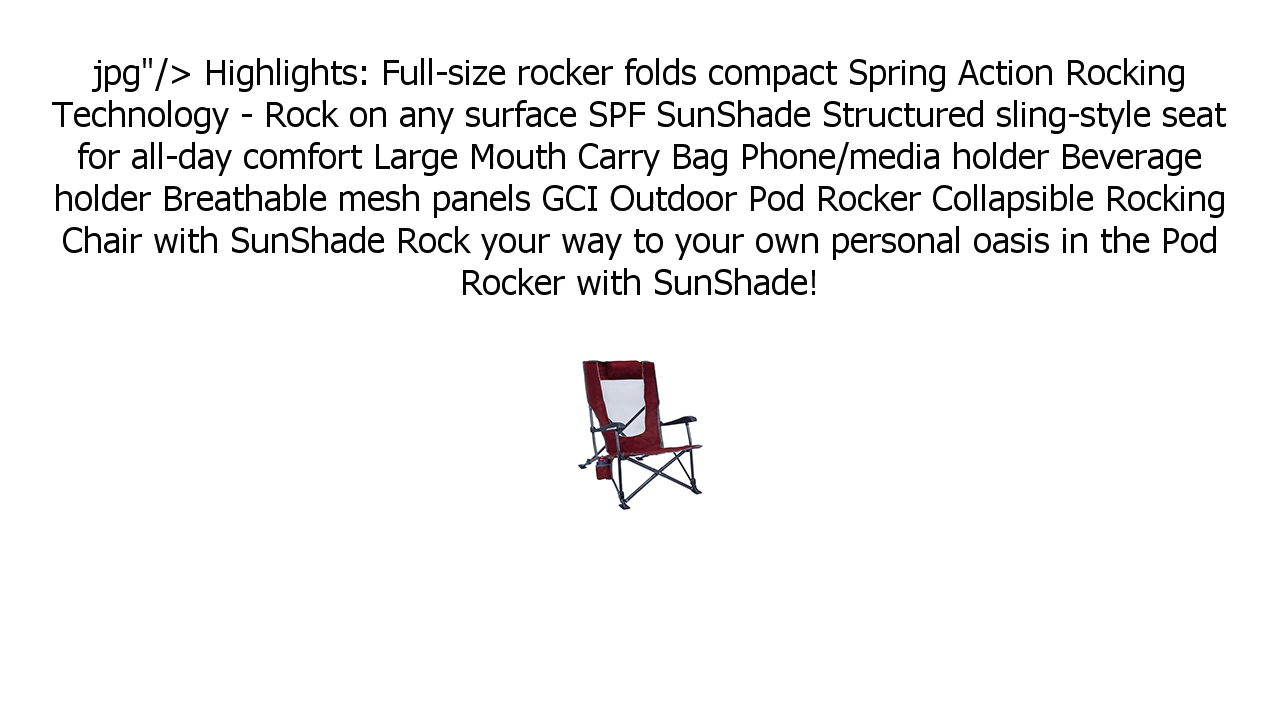 jpg"/> Highlights: Full-size rocker folds compact Spring Action Rocking
Technology - Rock on any surface SPF SunShade Structured sling-style seat
for all-day comfort Large Mouth Carry Bag Phone/media holder Beverage
holder Breathable mesh panels GCI Outdoor Pod Rocker Collapsible Rocking
Chair with SunShade Rock your way to your own personal oasis in the Pod
Rocker with SunShade!